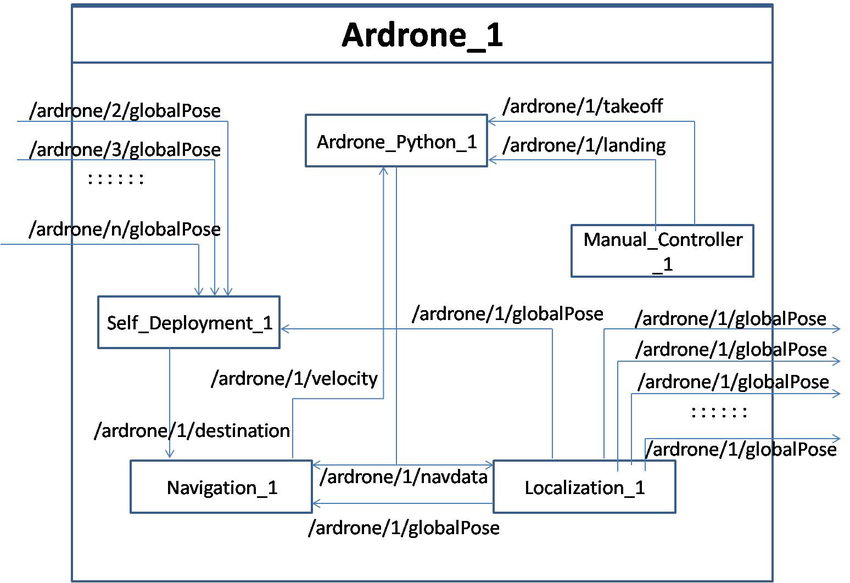 Ardrone_1
/ardrone/2/globalPose
/ardrone/3/globalPose
::::::
/ardrone/n/globalPose
Ardrone_Python_1
/ardrone/1/takeoff
/ardrone/1/landing
Manual_Controller
_1
Self_Deployment_1
/ardrone/1/globalPose
/ardrone/1/globalPose
/ardrone/1/globalPose
/ardrone/1/globalPose
::::::
/ardrone/1/globalPose
/ardrone/1/velocity
/ardrone/1/destination
Navigation_1
/ardrone/1/navdata
Localization_1
/ardrone/1/globalPose